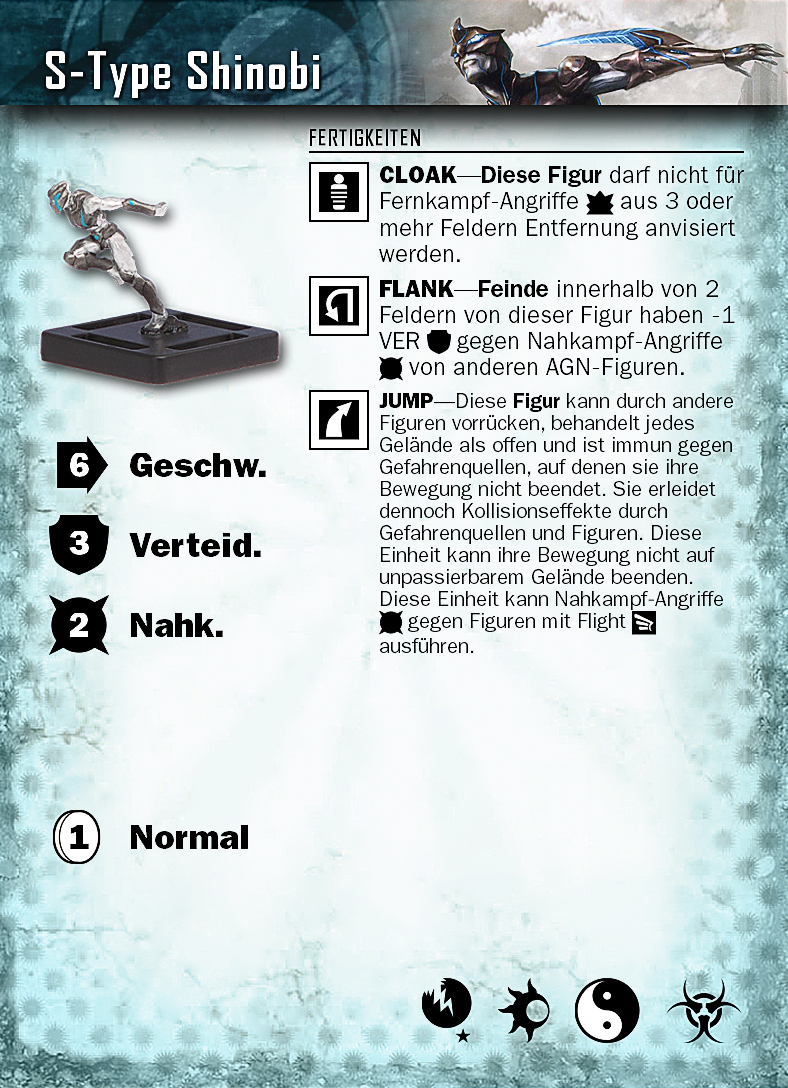 S-Type Shinobi
FERTIGKEITEN
CLOAK—Diese Figur darf nicht für
Fernkampf-Angriffe aus 3 oder
mehr Feldern Entfernung anvisiert
werden.
FLANK—Feinde innerhalb von 2
Feldern von dieser Figur haben -1
VER gegen Nahkampf-Angriffe
von anderen AGN-Figuren.
JUMP—Diese Figur kann durch andere
Figuren vorrücken, behandelt jedes
Gelände als offen und ist immun gegen
Gefahrenquellen, auf denen sie ihre
Bewegung nicht beendet. Sie erleidet
dennoch Kollisionseffekte durch
Gefahrenquellen und Figuren. Diese
Einheit kann ihre Bewegung nicht auf
unpassierbarem Gelände beenden.
Diese Einheit kann Nahkampf-Angriffe
gegen Figuren mit Flight
ausführen.
6 Geschw.
3 Verteid.
2 Nahk.
1 Normal